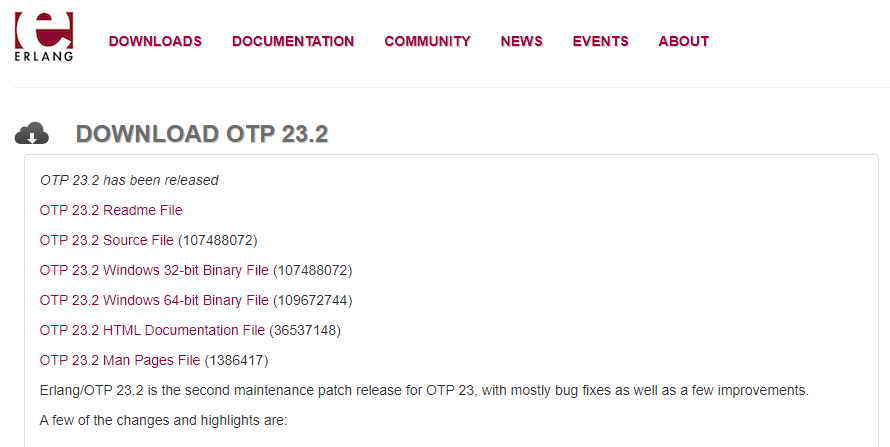 e
ERLANG
DOWNLOADS DOCUMENTATION COMMUNITY NEWS EVENTS ABOUT
DOWNLOAD OTP 23.2
OTP 23.2 has been released
OTP 23.2 Readme File
OTP 23.2 Source File (107488072)
OTP 23.2 Windows 32-bit Binary File (107488072)
OTP 23.2 Windows 64-bit Binary File (109672744)
OTP 23.2 HTML Documentation File (36537148)
OTP 23.2 Man Pages File (1386417)
Erlang/OTP 23.2 is the second maintenance patch release for OTP 23, with mostly bug fixes as well as a few improvements.
A few of the changes and highlights are: